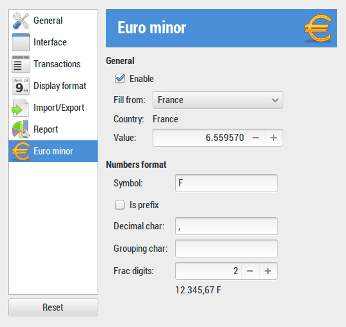 General
Interface
Transactions
Display format
Import/Export
Report
Euro minor
Reset
Euro minor
General
Enable
Fill from: France
Country: France
Value: 6.559570
Numbers format
Symbol: F
Is prefix
Decimal char: ,
Grouping char:
Frac digits: 2
12 345,67 F